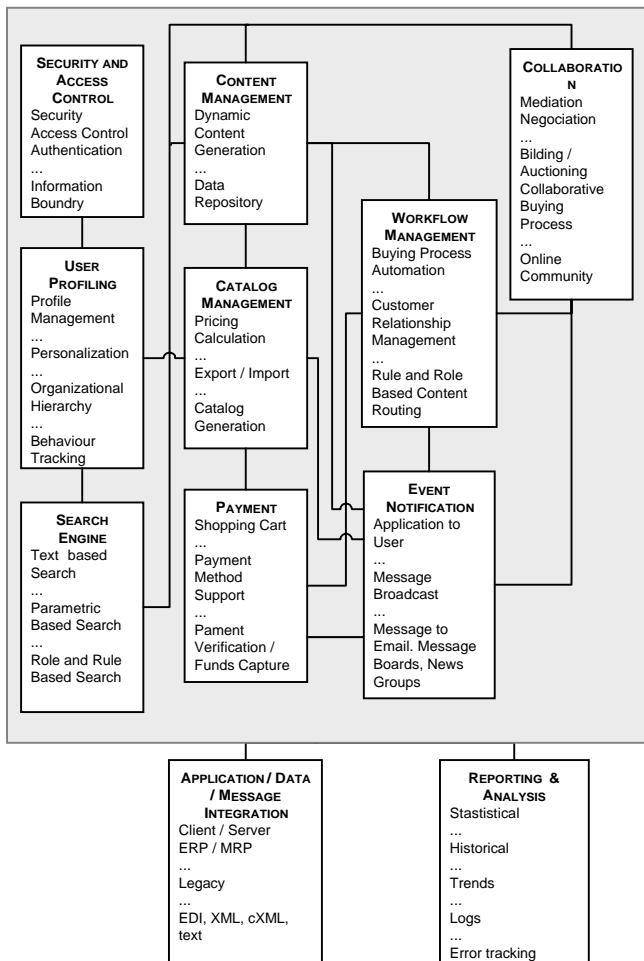 SECURITY AND
ACCESS
CONTROL
Security
Access Control
Authentication
...
Information
Boundry
USER
PROFILING
Profile
Management
...
Personalization
...
Organizational
Hierarchy
...
Behaviour
Tracking
SEARCH
ENGINE
Text based
Search
...
Parametric
Based Search
...
Role and Rule
Based Search
CONTENT
MANAGEMENT
Dynamic
Content
Generation
...
Data
Repository
CATALOG
MANAGEMENT
Pricing
Calculation
...
Export / Import
...
Catalog
Generation
PAYMENT
Shopping Cart
...
Payment
Method
Support
...
Pament
Verification /
Funds Capture
WORKFLOW
MANAGEMENT
Buying Process
Automation
...
Customer
Relationship
Management
...
Rule and Role
Based Content
Routing
EVENT
NOTIFICATION
Application to
User
...
Message
Broadcast
...
Message to
Email. Message
Boards, News
Groups
COLLABORATIO
N
Mediation
Negociation
...
Bilding /
Auctioning
Collaborative
Buying
Process
...
Online
Community
APPLICATION / DATA
/ MESSAGE
INTEGRATION
Client / Server
ERP / MRP
...
Legacy
...
EDI, XML, cXML,
text
REPORTING &
ANALYSIS
Stastistical
...
Historical
...
Trends
...
Logs
...
Error tracking